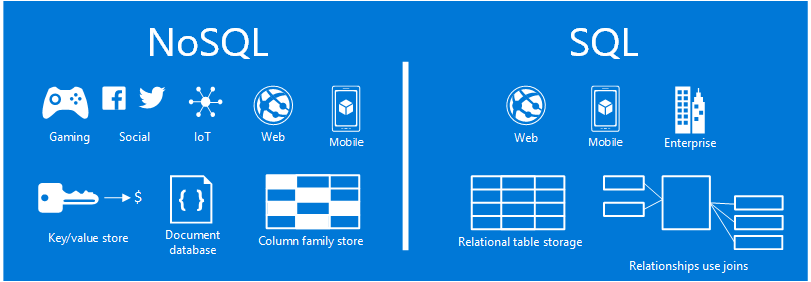 NoSQL
SQL
Gaming
Social
IoT
Web
Mobile
Web
Mobile
Enterprise
$
{ }
Key/value store
Document
database
Column family store
Relational table storage
Relationships use joins